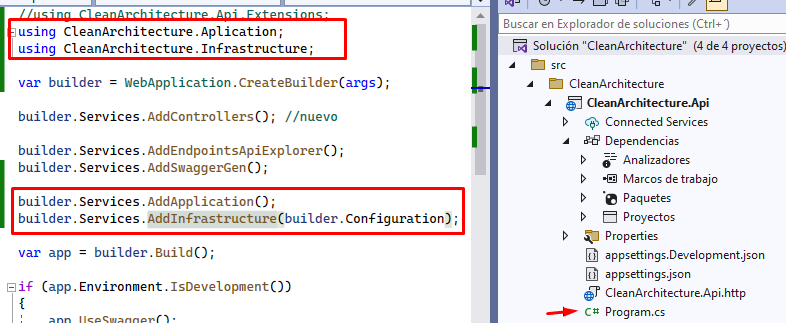 //using CleanArchitecture.Api.Extensions;
using CleanArchitecture.Aplication;
using CleanArchitecture.Infrastructure;
var builder = WebApplication.CreateBuilder(args);
builder.Services.AddControllers(); //nuevo
builder.Services.AddEndpointsApiExplorer();
builder.Services.AddSwaggerGen();
builder.Services.AddApplication();
builder.Services.AddInfrastructure(builder.Configuration);
var app = builder.Build();
if (app.Environment.IsDevelopment())
{
app.UseSwagger();
Buscar en Explorador de soluciones (Ctrl+´)
Solución "CleanArchitecture" (4 de 4 proyectos)
src
CleanArchitecture
CleanArchitecture.Api
Connected Services
Dependencias
Analizadores
Marcos de trabajo
Paquetes
Proyectos
Properties
appsettings.Development.json
appsettings.json
CleanArchitecture.Api.http
C# Program.cs